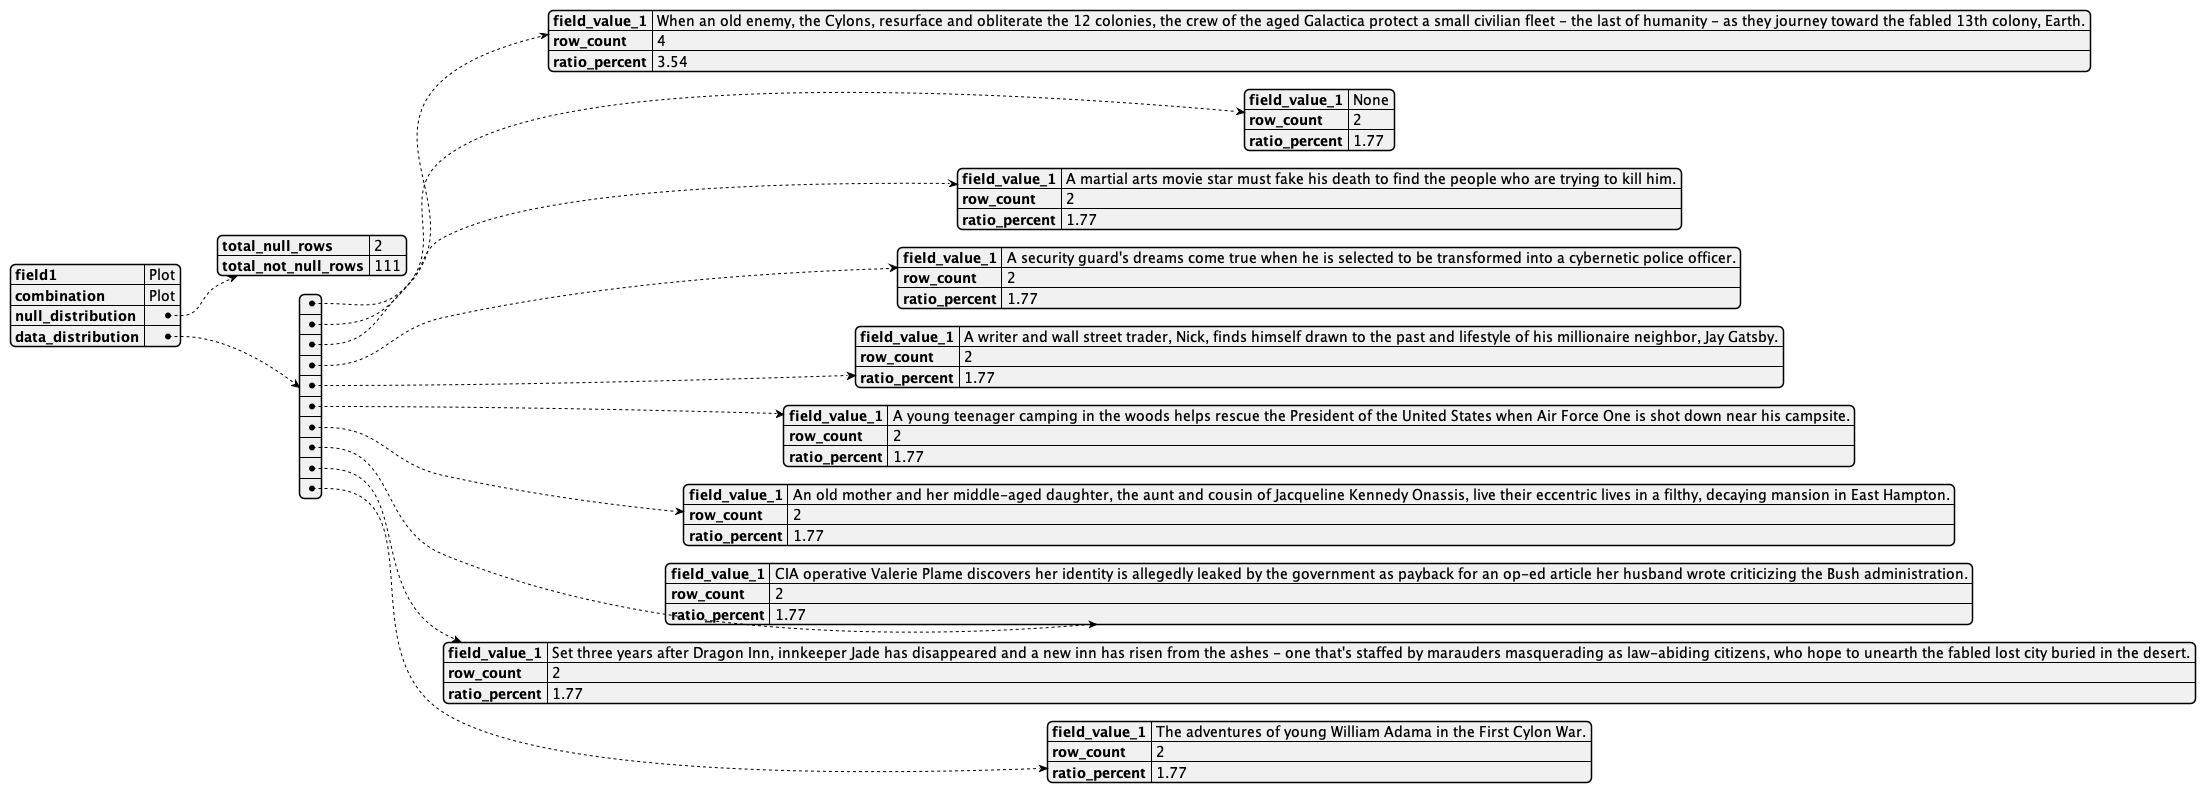 field1 Plot
combination Plot
null_distribution
data_distribution
total_null_rows 2
total_not_null_rows 111
field_value_1 When an old enemy, the Cylons, resurface and obliterate the 12 colonies, the crew of the aged Galactica protect a small civilian fleet – the last of humanity – as they journey toward the fabled 13th colony, Earth.
row_count 4
ratio_percent 3.54
field_value_1 None
row_count 2
ratio_percent 1.77
field_value_1 A martial arts movie star must fake his death to find the people who are trying to kill him.
row_count 2
ratio_percent 1.77
field_value_1 A security guard's dreams come true when he is selected to be transformed into a cybernetic police officer.
row_count 2
ratio_percent 1.77
field_value_1 A writer and wall street trader, Nick, finds himself drawn to the past and lifestyle of his millionaire neighbor, Jay Gatsby.
row_count 2
ratio_percent 1.77
field_value_1 A young teenager camping in the woods helps rescue the President of the United States when Air Force One is shot down near his campsite.
row_count 2
ratio_percent 1.77
field_value_1 An old mother and her middle-aged daughter, the aunt and cousin of Jacqueline Kennedy Onassis, live their eccentric lives in a filthy, decaying mansion in East Hampton.
row_count 2
ratio_percent 1.77
field_value_1 CIA operative Valerie Plame discovers her identity is allegedly leaked by the government as payback for an op-ed article her husband wrote criticizing the Bush administration.
row_count 2
ratio_percent 1.77
field_value_1 Set three years after Dragon Inn, innkeeper Jade has disappeared and a new inn has risen from the ashes – one that's staffed by marauders masquerading as law-abiding citizens, who hope to unearth the fabled lost city buried in the desert.
row_count 2
ratio_percent 1.77
field_value_1 The adventures of young William Adama in the First Cylon War.
row_count 2
ratio_percent 1.77